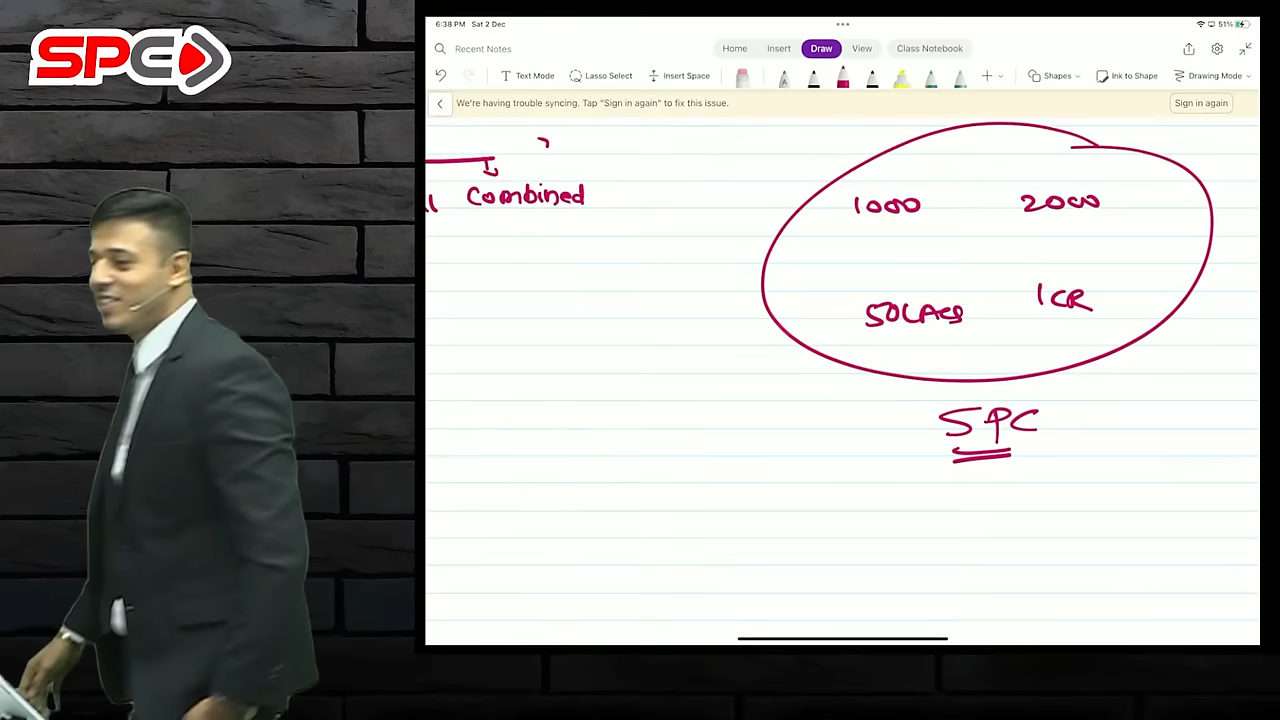 SPC
6:38 PM Sat 2 Dec
51%
Recent Notes
Home Insert Draw View Class Notebook
Text Mode Lasso Select Insert Space Shapes Ink to Shape Drawing Mode
We're having trouble syncing. Tap "Sign in again" to fix this issue. Sign in again
Combined
1000 2000
50LAcs 1CR
SPC